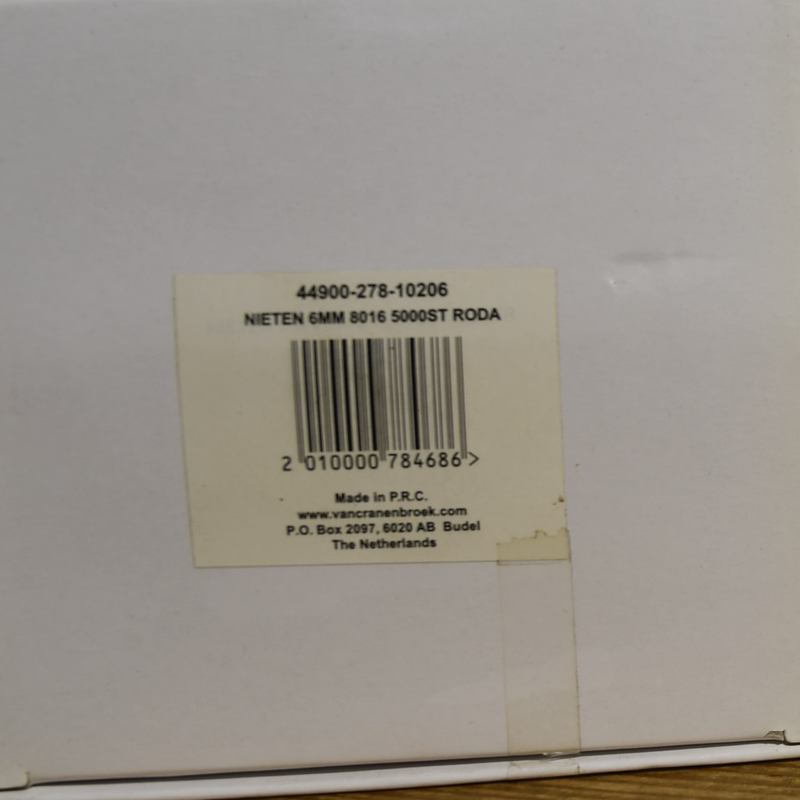 44900-278-10206
NIETEN 6MM 8016 5000ST RODA
2 010000 784686 >
Made in P.R.C.
www.vancranenbroek.com
P.O. Box 2097, 6020 AB Budel
The Netherlands